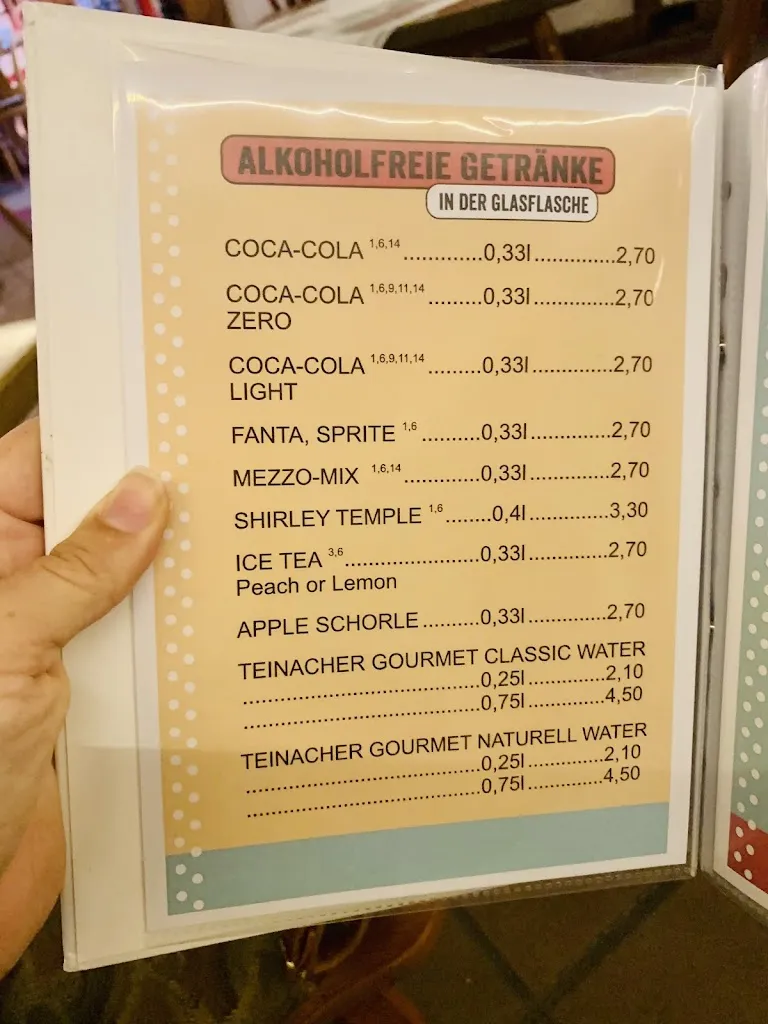 ALKOHOLFREIE GETRÄNKE
IN DER GLASFLASCHE
COCA-COLA 1,6,14..............0,33l..............2,70
COCA-COLA 1,6,9,11,14.........0,33l..............2,70
ZERO
COCA-COLA 1,6,9,11,14.........0,33l..............2,70
LIGHT
FANTA, SPRITE 1,6..........0,33l..............2,70
MEZZO-MIX 1,6,14.............0,33l..............2,70
SHIRLEY TEMPLE 1,6........0,4l..............3,30
ICE TEA 3,6.......................0,33l..............2,70
Peach or Lemon
APPLE SCHORLE..........0,33l..............2,70
TEINACHER GOURMET CLASSIC WATER
........................................0,25l..............2,10
........................................0,75l..............4,50
TEINACHER GOURMET NATURELL WATER
........................................0,25l..............2,10
........................................0,75l..............4,50